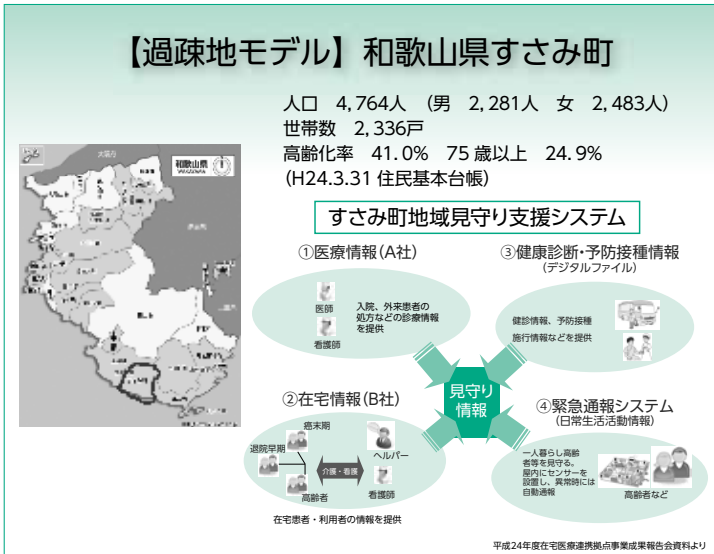 【過疎地モデル】和歌山県すさみ町
人口 4,764人 (男 2,281人 女 2,483人)
世帯数 2,336戸
高齢化率 41.0% 75歳以上 24.9%
(H24.3.31 住民基本台帳)
和歌山県
WAKAYAMA
すさみ町地域見守り支援システム
①医療情報(A社)
医師
看護師
入院、外来患者の
処方などの診療情報
を提供
③健康診断・予防接種情報
(デジタルファイル)
健診情報、予防接種
施行情報などを提供
見守り
情報
②在宅情報(B社)
癌末期
退院早期
高齢者
介護・看護
ヘルパー
看護師
在宅患者・利用者の情報を提供
④緊急通報システム
(日常生活活動情報)
一人暮らし高齢
者等を見守る。
屋内にセンサーを
設置し、異常時には
自動通報
高齢者など
平成24年度在宅医療連携拠点事業成果報告会資料より